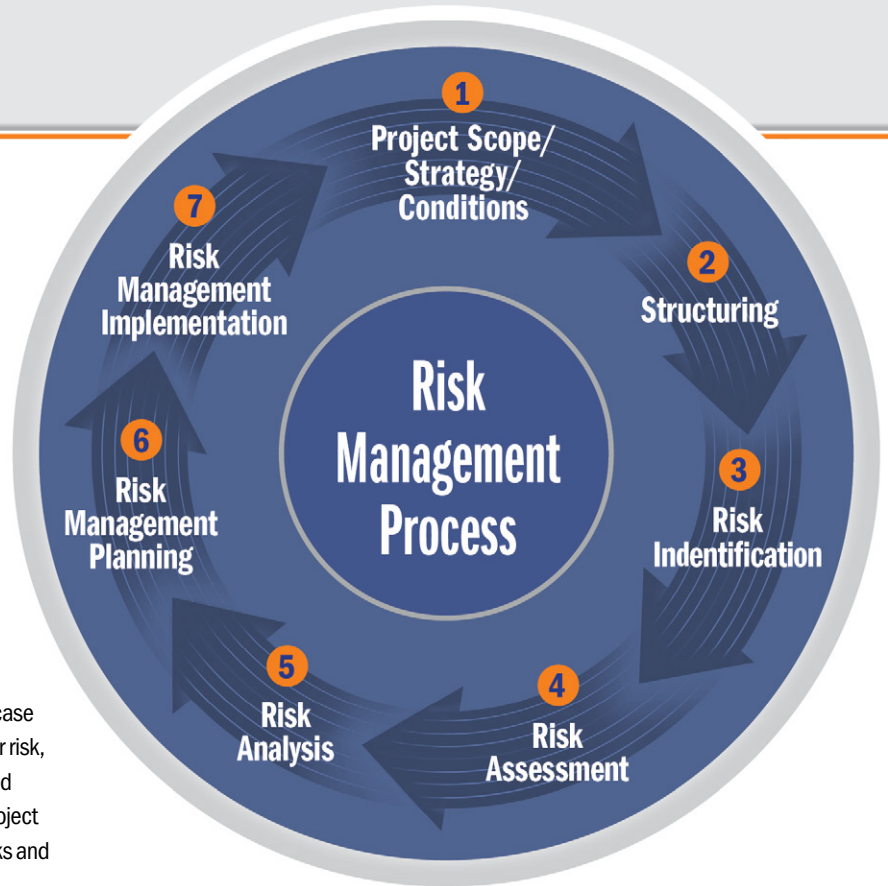 1
Project Scope/
Strategy/
Conditions
2
Structuring
3
Risk
Indentification
4
Risk
Assessment
5
Risk
Analysis
6
Risk
Management
Planning
7
Risk
Management
Implementation
Risk
Management
Process
case
r risk,
d
oject
ks and